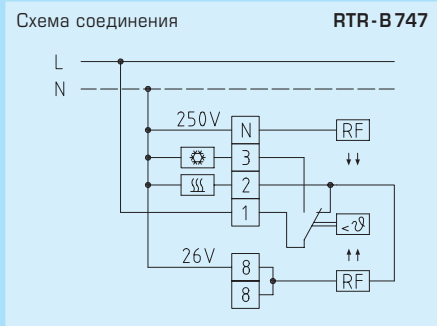 Схема соединения RTR-B 747
L
N
250V N RF
3
2
1 <ϑ
26V 8 RF
8